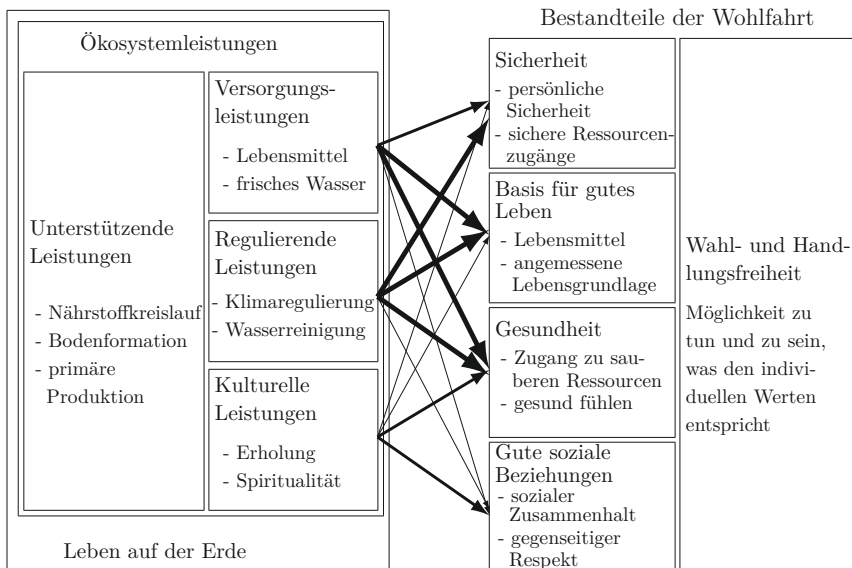 Bestandteile der Wohlfahrt
Ökosystemleistungen
Unterstützende
Leistungen
- Nährstoffkreislauf
- Bodenformation
- primäre
Produktion
Versorgungs-
leistungen
- Lebensmittel
- frisches Wasser
Regulierende
Leistungen
- Klimaregulierung
- Wasserreinigung
Kulturelle
Leistungen
- Erholung
- Spiritualität
Leben auf der Erde
Sicherheit
- persönliche
Sicherheit
- sichere Ressourcen-
zugänge
Basis für gutes
Leben
- Lebensmittel
- angemessene
Lebensgrundlage
Gesundheit
- Zugang zu sau-
beren Ressourcen
- gesund fühlen
Gute soziale
Beziehungen
- sozialer
Zusammenhalt
- gegenseitiger
Respekt
Wahl- und Hand-
lungsfreiheit
Möglichkeit zu
tun und zu sein,
was den indivi-
duellen Werten
entspricht